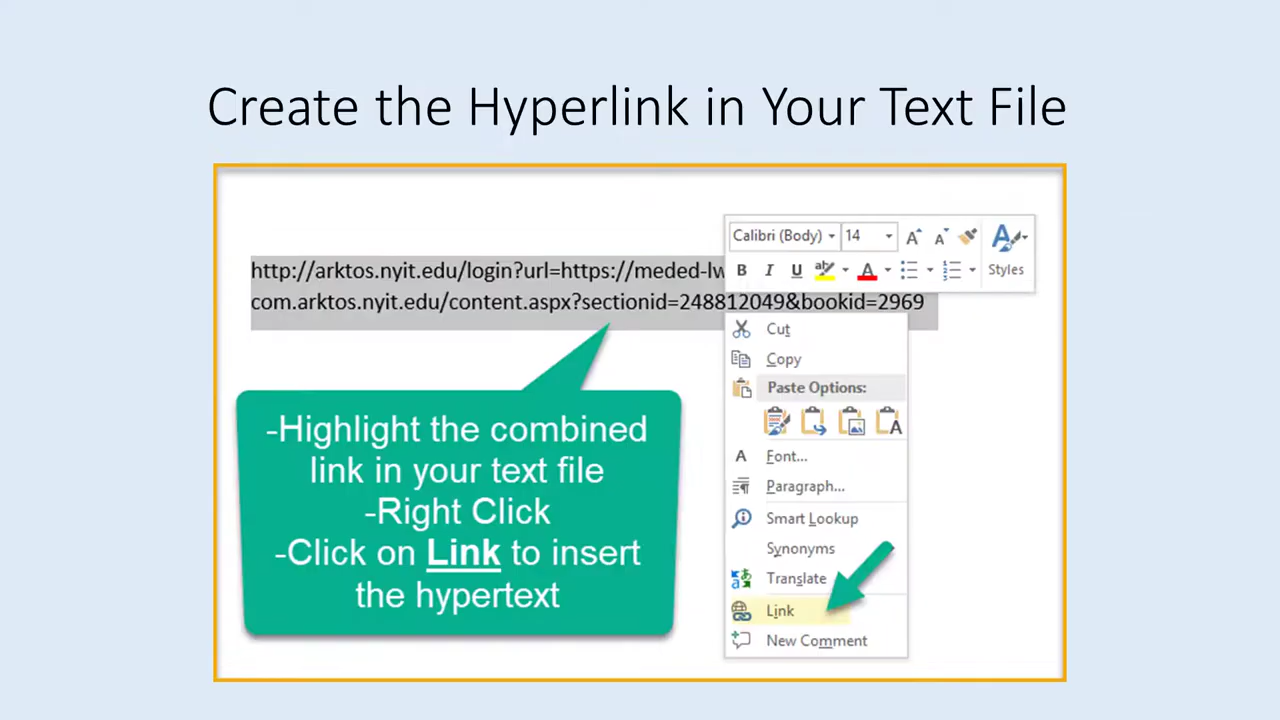 Create the Hyperlink in Your Text File
http://arktos.nyit.edu/login?url=https://meded-lw
com.arktos.nyit.edu/content.aspx?sectionid=248812049&bookid=2969
Calibri (Body) 14
B I U Styles
Cut
Copy
Paste Options:
Font...
Paragraph...
Smart Lookup
Synonyms
Translate
Link
New Comment
-Highlight the combined
link in your text file
-Right Click
-Click on Link to insert
the hypertext